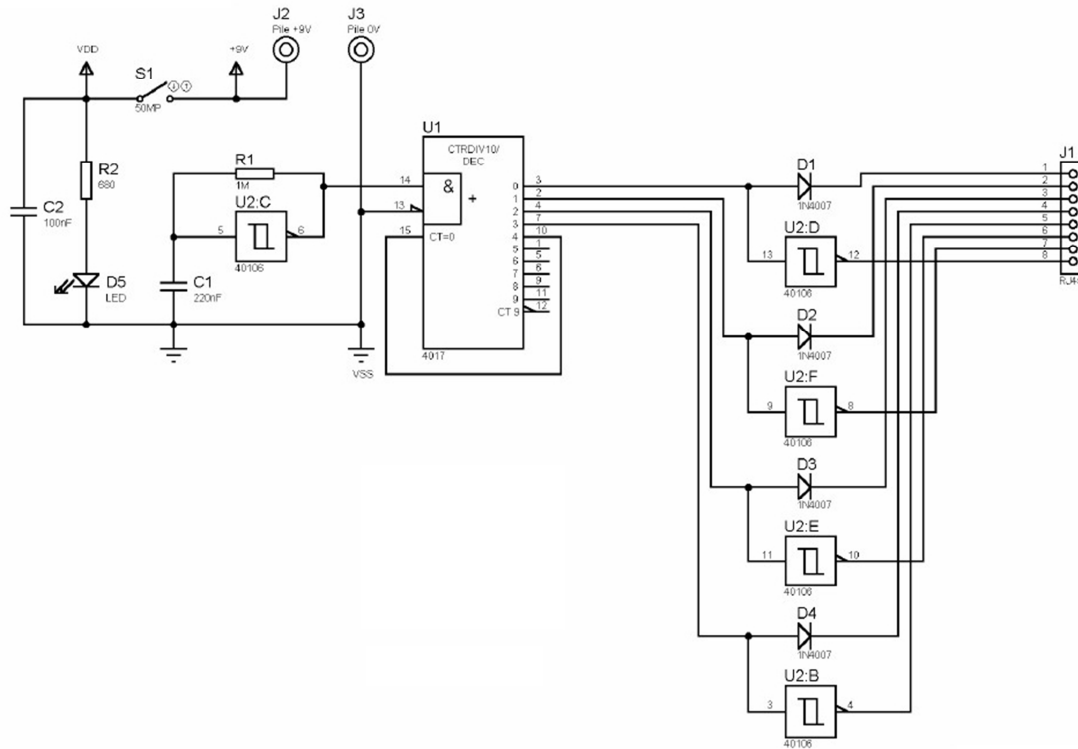 J2
Pile +9V
J3
Pile 0V
VDD
+9V
S1
50MP
R2
680
C2
100nF
D5
LED
R1
1M
U2:C
5
6
40106
C1
220nF
VSS
U1
CTRDIV10/
DEC
&
+
14
13
15
CT=0
0 3
1 2
2 4
3 7
4 10
5 1
6 5
7 6
8 9
9 11
CT 9 12
4017
D1
1N4007
U2:D
13
12
40106
D2
1N4007
U2:F
9
8
40106
D3
1N4007
U2:E
11
10
40106
D4
1N4007
U2:B
3
4
40106
J1
1
2
3
4
5
6
7
8